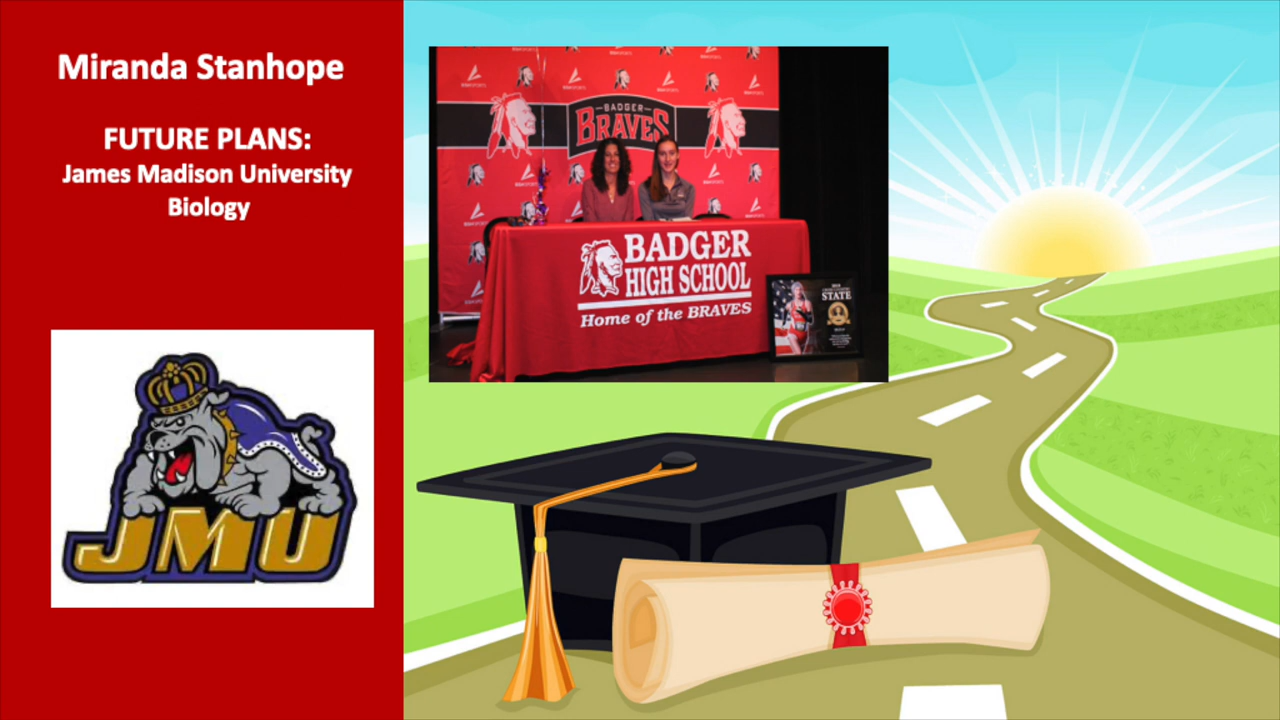 Miranda Stanhope
FUTURE PLANS:
James Madison University
Biology
JMU
BADGER
BRAVES
BADGER
HIGH SCHOOL
Home of the BRAVES
STATE